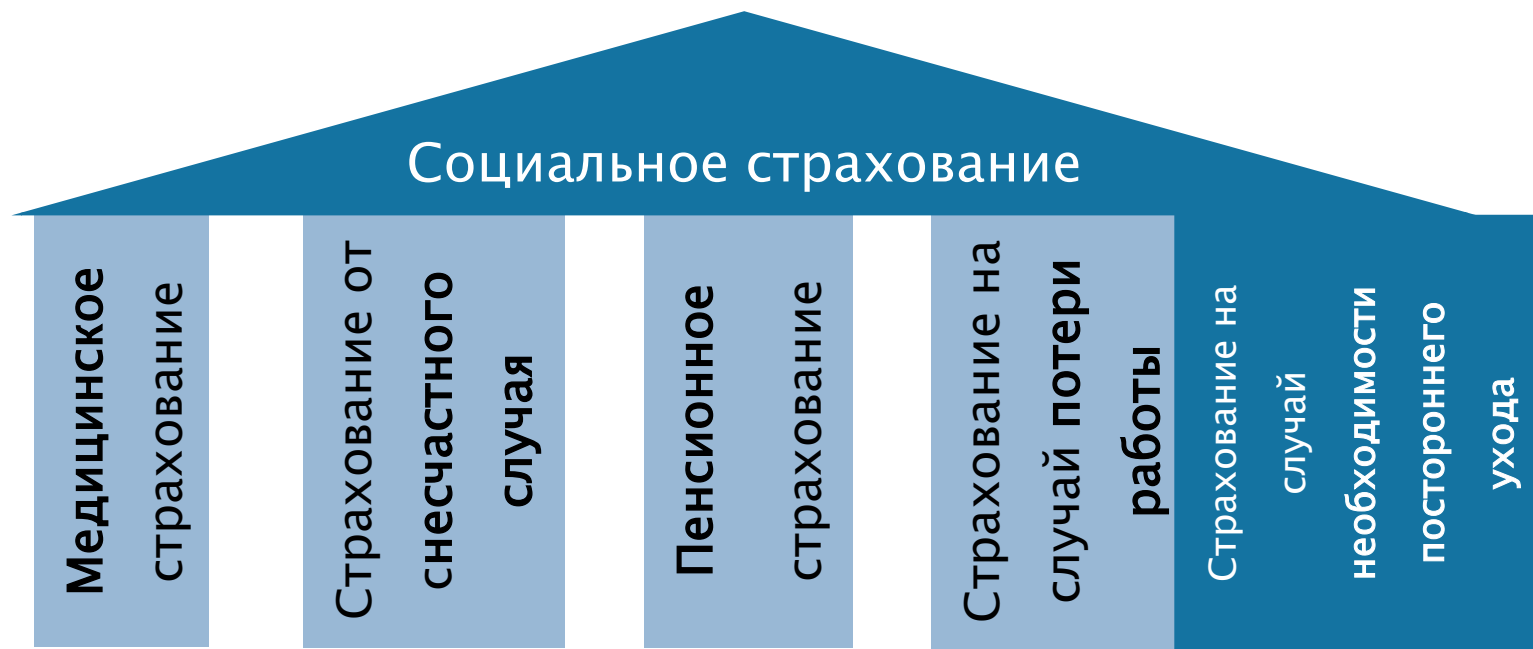 Социальное страхование
Медицинское
страхование
Страхование от
снесчастного
случая
Пенсионное
страхование
Страхование на
случай потери
работы
Страхование на
случай
необходимости
постороннего
ухода